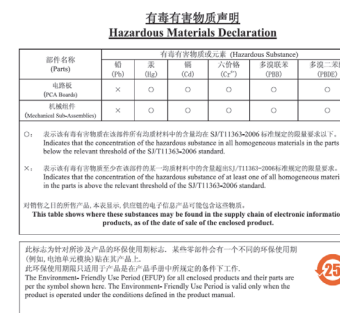 有毒有害物质声明
Hazardous Materials Declaration
部件名称
(Parts)
有毒有害物质或元素 (Hazardous Substance)
铅
(Pb)
汞
(Hg)
镉
(Cd)
六价铬
(Cr⁶⁺)
多溴联苯
(PBB)
多溴二苯
(PBDE)
电路板
(PCA Boards)
× ○ ○ ○ ○ ○
机械组件
(Mechanical Sub-Assemblies)
× ○ ○ ○ ○ ○
○: 表示该有毒有害物质在该部件所有均质材料中的含量均在 SJ/T11363-2006 标准规定的限量要求以下。
Indicates that the concentration of the hazardous substance in all homogeneous materials in the parts
below the relevant threshold of the SJ/T11363-2006 standard.
×: 表示该有毒有害物质至少在该部件的某一均质材料中的含量超出SJ/T11363-2006标准规定的限量要求。
Indicates that the concentration of the hazardous substance of at least one of all homogeneous materi
in the parts is above the relevant threshold of the SJ/T11363-2006 standard.
对销售之日的所售产品,本表显示,供应链的电子信息产品可能包含这些物质。
This table shows where these substances may be found in the supply chain of electronic informatio
products, as of the date of sale of the enclosed product.
此标志为针对所涉及产品的环保使用期标志. 某些零部件会有一个不同的环保使用期
(例如,电池单元模块)贴在其产品上.
此环保使用期限只适用于产品是在产品手册中所规定的条件下工作.
The Environment- Friendly Use Period (EFUP) for all enclosed products and their parts are
per the symbol shown here. The Environment- Friendly Use Period is valid only when the
product is operated under the conditions defined in the product manual.
25